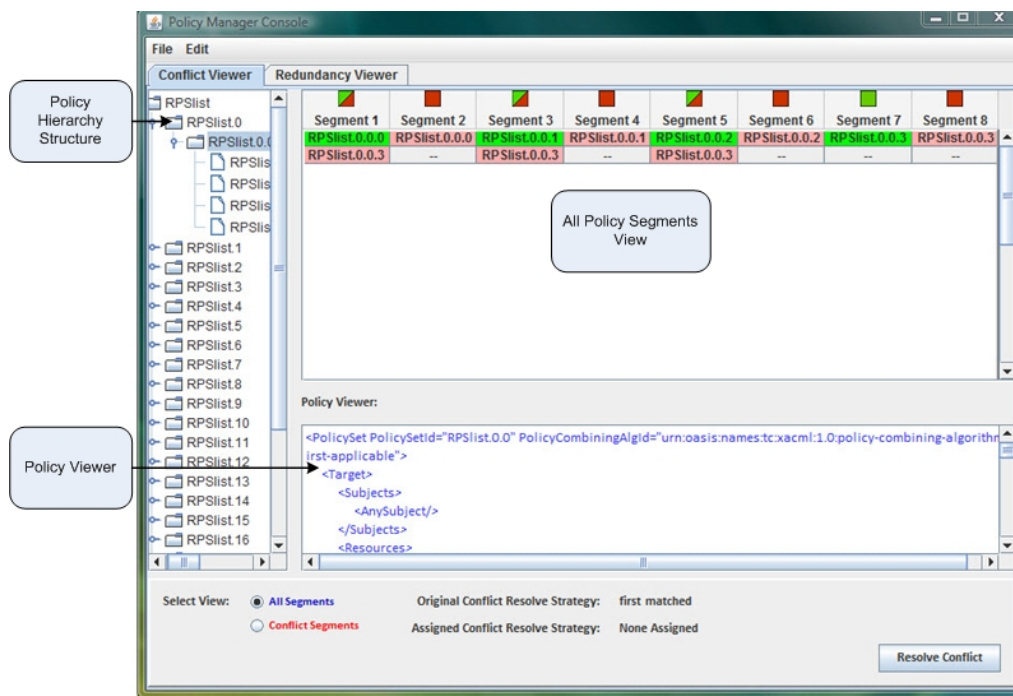 Policy Manager Console
File Edit
Conflict Viewer Redundancy Viewer
Policy
Hierarchy
Structure
RPSlist
RPSlist.0
RPSlist.0.(
RPSlis
RPSlis
RPSlis
RPSlis
RPSlist.1
RPSlist.2
RPSlist.3
RPSlist.4
RPSlist.5
RPSlist.6
RPSlist.7
RPSlist.8
RPSlist.9
RPSlist.10
RPSlist.11
RPSlist.12
RPSlist.13
RPSlist.14
RPSlist.15
RPSlist.16
Segment 1 Segment 2 Segment 3 Segment 4 Segment 5 Segment 6 Segment 7 Segment 8
RPSlist.0.0.0 RPSlist.0.0.0 RPSlist.0.0.1 RPSlist.0.0.1 RPSlist.0.0.2 RPSlist.0.0.2 RPSlist.0.0.3 RPSlist.0.0.3
RPSlist.0.0.3 -- RPSlist.0.0.3 -- RPSlist.0.0.3 -- -- --
All Policy Segments
View
Policy Viewer:
Policy Viewer
<PolicySet PolicySetId="RPSlist.0.0" PolicyCombiningAlgId="urn:oasis:names:tc:xacml:1.0:policy-combining-algorithm
irst-applicable">
<Target>
<Subjects>
<AnySubject/>
</Subjects>
<Resources>
Select View: All Segments Original Conflict Resolve Strategy: first matched
Conflict Segments Assigned Conflict Resolve Strategy: None Assigned
Resolve Conflict